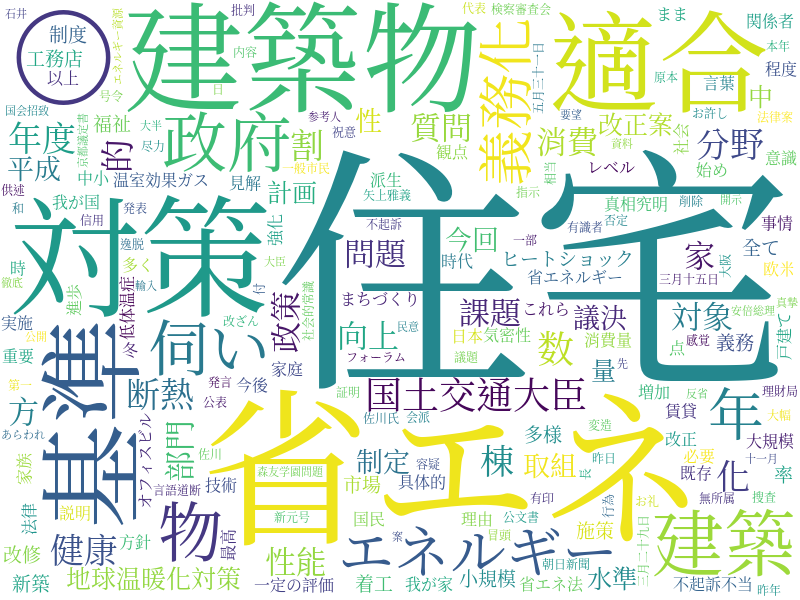 石井
制度
工務店
以上
批判
エネルギー資源
内容
号令
日
国会招致
京都議定書
大半
尽力
福祉
的
年度
平成
中小
温室効果ガス
供述
我が国
和
信用
発表
建築物
適合
代表
検察審査会
関係者
本年
まま
原本
言葉
程度
五月三十一日
お許し
法律案
中
義務化
政府
割
性
質問
参考人
祝意
一般市民
観点
消費
要望
改正案
社会
資料
分野
始め
意識
見解
計画
派生
矢上雅義
相当
指示
レベル
真相究明
削除
開示
事情
対策
住宅
強化
不起訴
問題
今回
時代
有識者
否定
ヒートショック
一部
省エネルギー
家
全て
三月十五日
大阪
欧米
時
逸脱
多く
大臣
付
徹底
進歩
低体温症
輸入
改ざん
社会的常識
政策
まちづくり
民意
フォーラム
向上
課題
これら
議決
日本
気密性
消費量
議題
数
対象
安倍総理
真摯
点
感覚
義務
戸建て
先
実施
重要
公開
必
基準
伺い
断熱
家庭
発言
今後
公表
証明
国土交通大臣
量
増加
賃貸
理財局
反省
第一
方
あらわれ
オフィスビル
部門
佐川
佐川氏
会派
多様
変造
棟
改正
大幅
大規模
年
家族
説明
言語道断
森友学園問題
技術
新元号
容疑
制定
市場
具体的
取組
昨日
必要
十一月
既存
化
率
省エネ
法律
物
最高
国民
理由
公文書
有印
長
お礼
行為
施策
無所属
捜査
三月二十九日
建築
改修
健康
方針
性能
エネルギー
案
冒頭
朝日新聞
新築
地球温暖化対策
一定の評価
着工
我が家
小規模
省エネ法
水準
不起訴不当
昨年